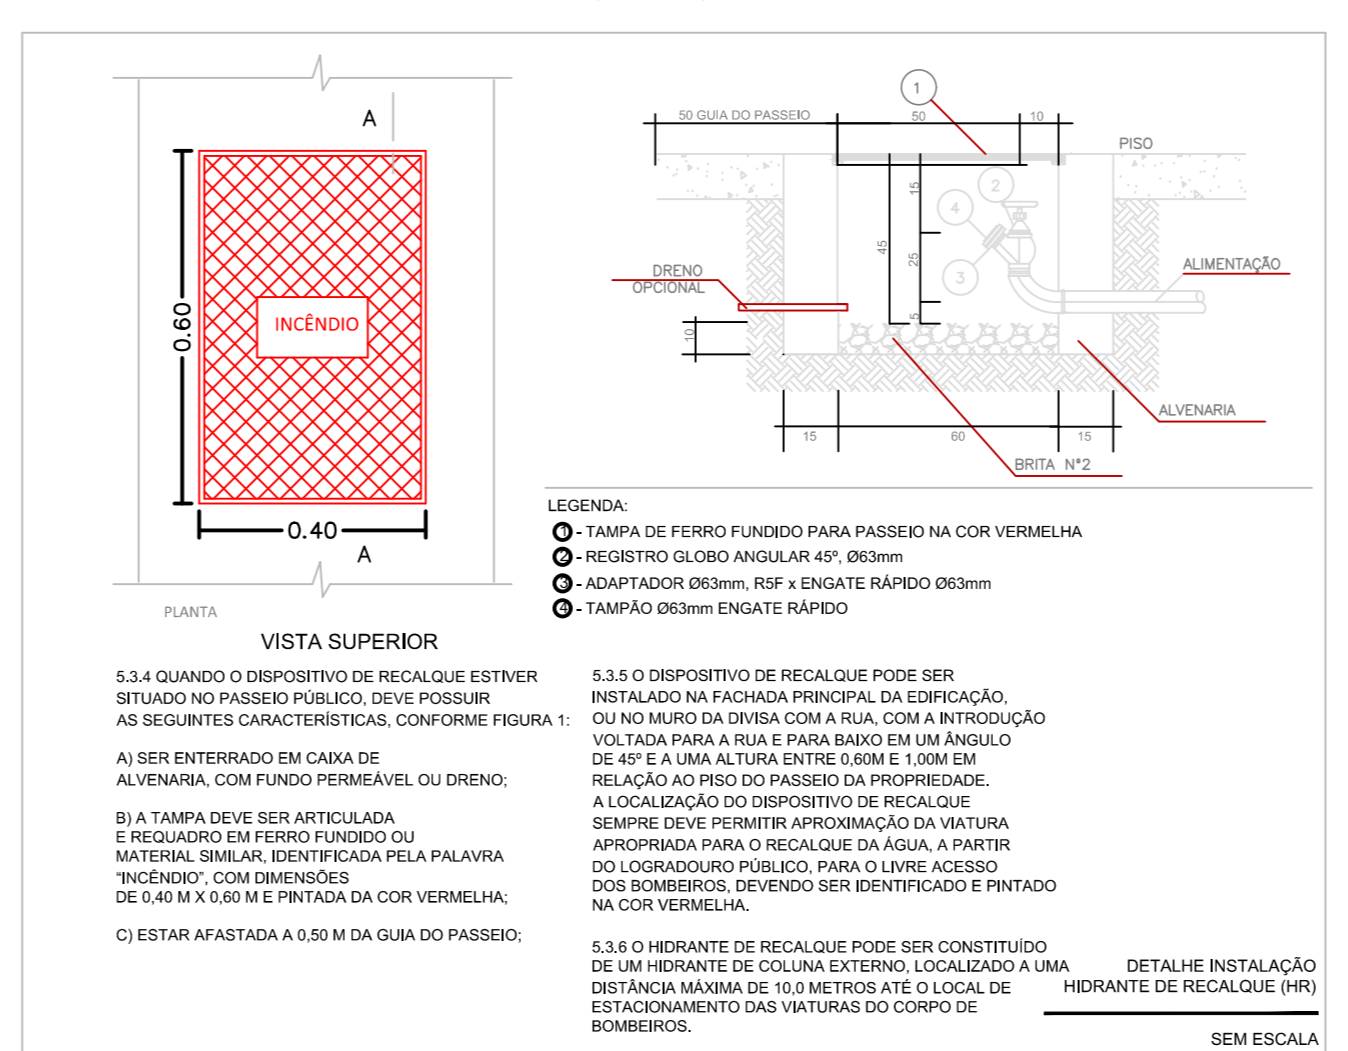 A
0.60
INCÊNDIO
0.40
A
PLANTA
VISTA SUPERIOR
1
50 GUIA DO PASSEIO
50
10
PISO
2
15
4
45
25
3
ALIMENTAÇÃO
DRENO
OPCIONAL
5
10
ALVENARIA
15
60
15
BRITA N°2
LEGENDA:
1 - TAMPA DE FERRO FUNDIDO PARA PASSEIO NA COR VERMELHA
2 - REGISTRO GLOBO ANGULAR 45º, Ø63mm
3 - ADAPTADOR Ø63mm, R5F x ENGATE RÁPIDO Ø63mm
4 - TAMPÃO Ø63mm ENGATE RÁPIDO
5.3.4 QUANDO O DISPOSITIVO DE RECALQUE ESTIVER
SITUADO NO PASSEIO PÚBLICO, DEVE POSSUIR
AS SEGUINTES CARACTERÍSTICAS, CONFORME FIGURA 1:
A) SER ENTERRADO EM CAIXA DE
ALVENARIA, COM FUNDO PERMEÁVEL OU DRENO;
B) A TAMPA DEVE SER ARTICULADA
E REQUADRO EM FERRO FUNDIDO OU
MATERIAL SIMILAR, IDENTIFICADA PELA PALAVRA
“INCÊNDIO”, COM DIMENSÕES
DE 0,40 M X 0,60 M E PINTADA DA COR VERMELHA;
C) ESTAR AFASTADA A 0,50 M DA GUIA DO PASSEIO;
5.3.5 O DISPOSITIVO DE RECALQUE PODE SER
INSTALADO NA FACHADA PRINCIPAL DA EDIFICAÇÃO,
OU NO MURO DA DIVISA COM A RUA, COM A INTRODUÇÃO
VOLTADA PARA A RUA E PARA BAIXO EM UM ÂNGULO
DE 45º E A UMA ALTURA ENTRE 0,60M E 1,00M EM
RELAÇÃO AO PISO DO PASSEIO DA PROPRIEDADE.
A LOCALIZAÇÃO DO DISPOSITIVO DE RECALQUE
SEMPRE DEVE PERMITIR APROXIMAÇÃO DA VIATURA
APROPRIADA PARA O RECALQUE DA ÁGUA, A PARTIR
DO LOGRADOURO PÚBLICO, PARA O LIVRE ACESSO
DOS BOMBEIROS, DEVENDO SER IDENTIFICADO E PINTADO
NA COR VERMELHA.
5.3.6 O HIDRANTE DE RECALQUE PODE SER CONSTITUÍDO
DE UM HIDRANTE DE COLUNA EXTERNO, LOCALIZADO A UMA
DISTÂNCIA MÁXIMA DE 10,0 METROS ATÉ O LOCAL DE
ESTACIONAMENTO DAS VIATURAS DO CORPO DE
BOMBEIROS.
DETALHE INSTALAÇÃO
HIDRANTE DE RECALQUE (HR)
SEM ESCALA